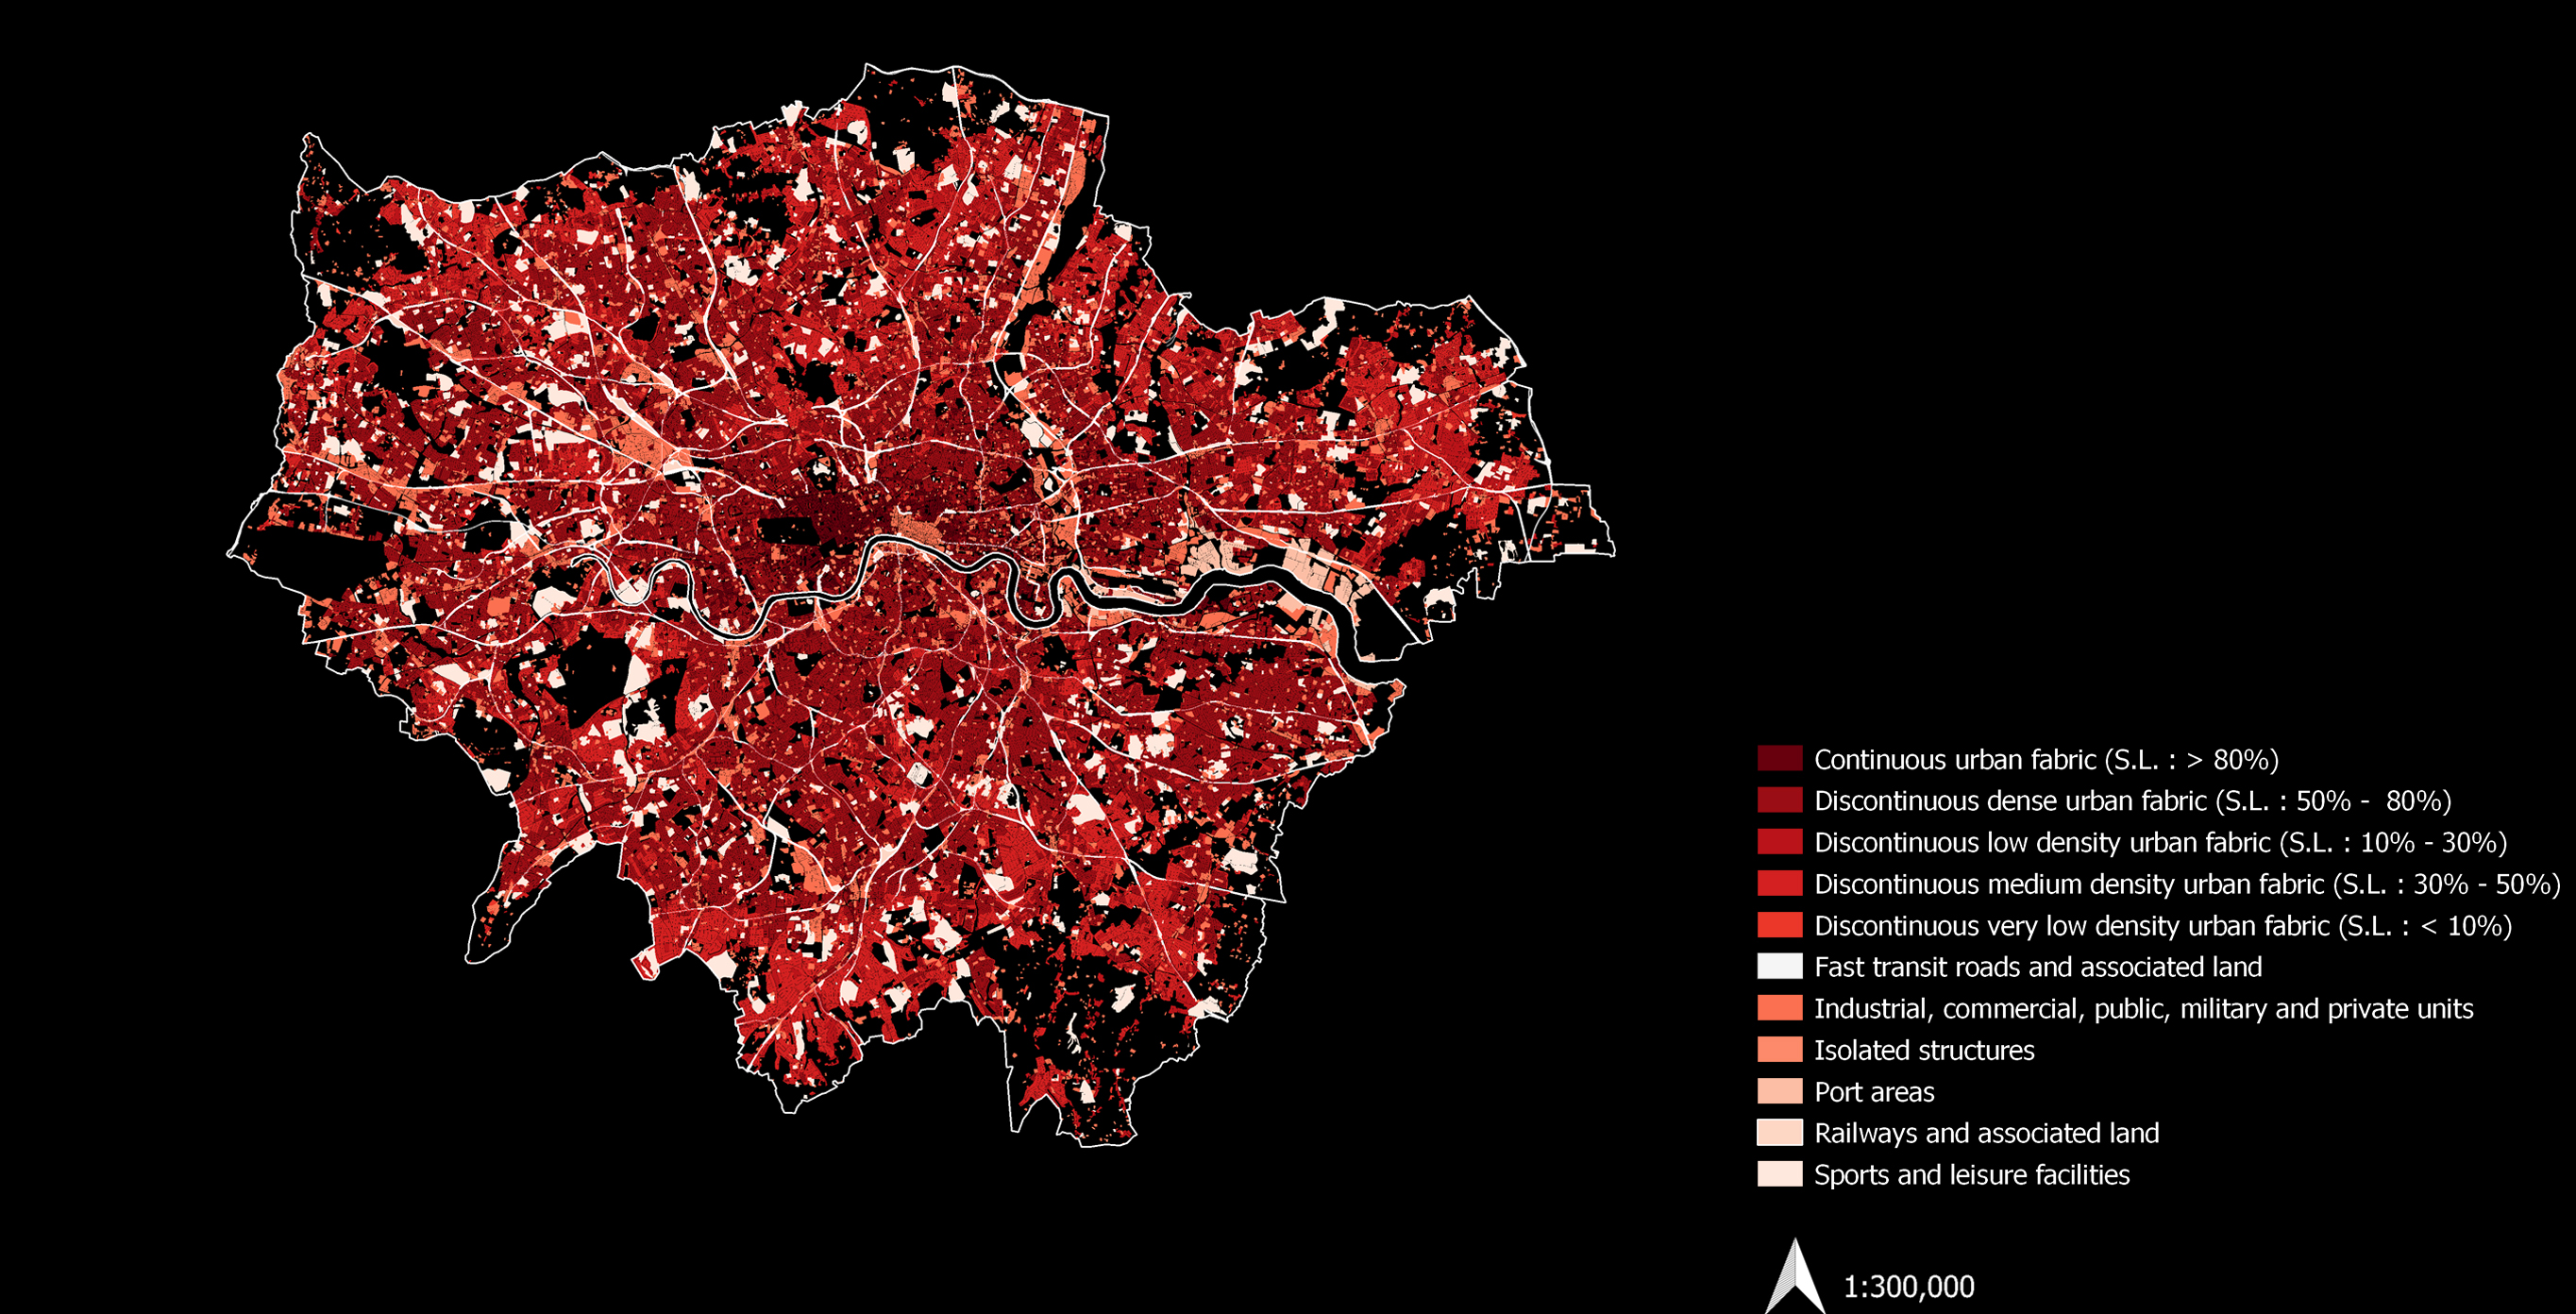 Continuous urban fabric (S.L. : > 80%)
Discontinuous dense urban fabric (S.L. : 50% -  80%)
Discontinuous low density urban fabric (S.L. : 10% - 30%)
Discontinuous medium density urban fabric (S.L. : 30% - 50%)
Discontinuous very low density urban fabric (S.L. : < 10%)
Fast transit roads and associated land
Industrial, commercial, public, military and private units
Isolated structures
Port areas
Railways and associated land
Sports and leisure facilities
1:300,000